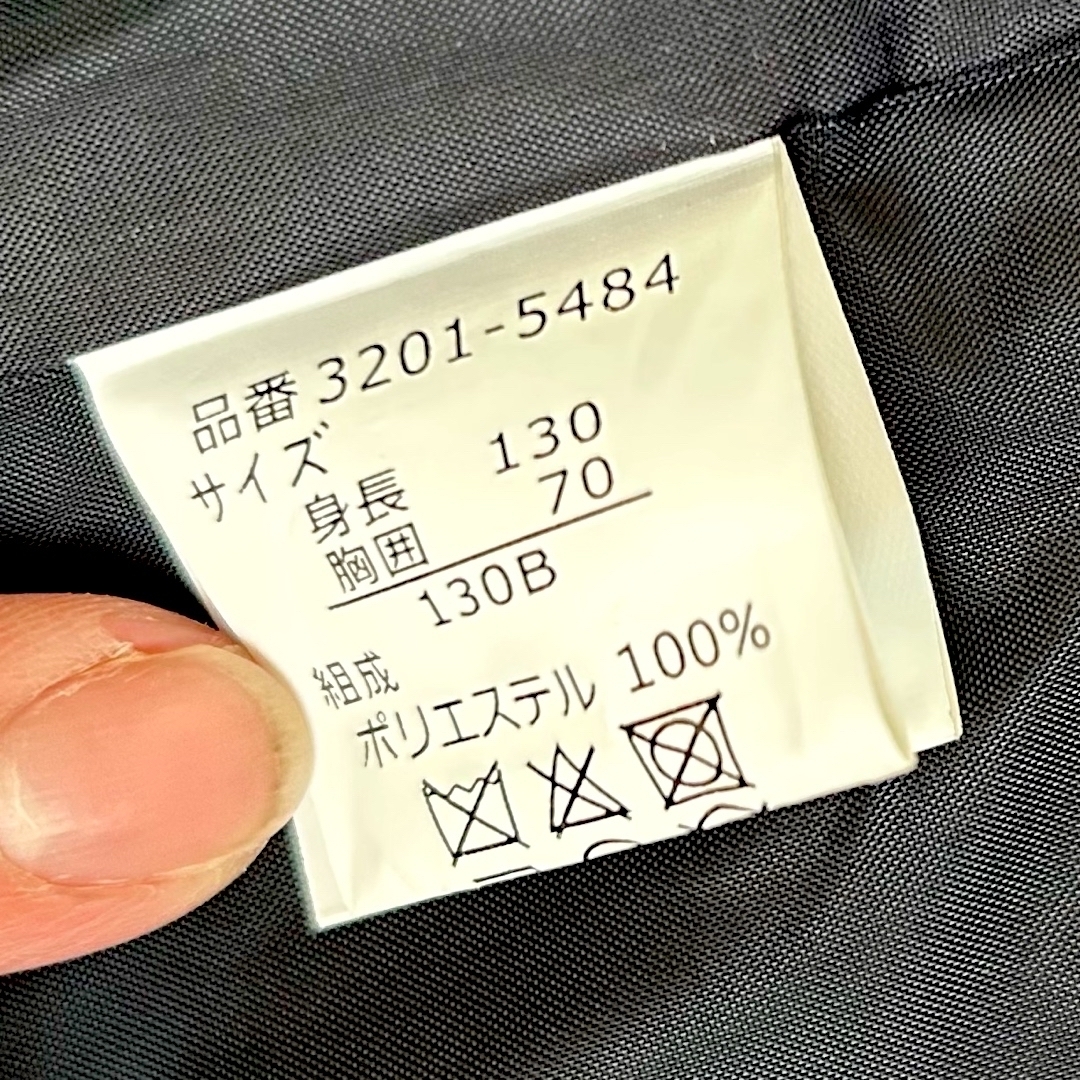 品番 3201-5484
サイズ
身長 130
胸囲 70
130B
組成
ポリエステル 100%